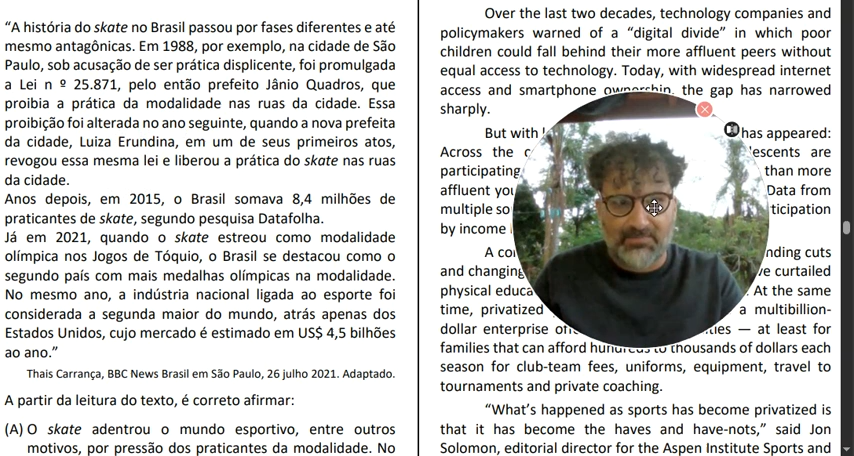 “A história do skate no Brasil passou por fases diferentes e até
mesmo antagônicas. Em 1988, por exemplo, na cidade de São
Paulo, sob acusação de ser prática displicente, foi promulgada
a Lei n º 25.871, pelo então prefeito Jânio Quadros, que
proibia a prática da modalidade nas ruas da cidade. Essa
proibição foi alterada no ano seguinte, quando a nova prefeita
da cidade, Luiza Erundina, em um de seus primeiros atos,
revogou essa mesma lei e liberou a prática do skate nas ruas
da cidade.
Anos depois, em 2015, o Brasil somava 8,4 milhões de
praticantes de skate, segundo pesquisa Datafolha.
Já em 2021, quando o skate estreou como modalidade
olímpica nos Jogos de Tóquio, o Brasil se destacou como o
segundo país com mais medalhas olímpicas na modalidade.
No mesmo ano, a indústria nacional ligada ao esporte foi
considerada a segunda maior do mundo, atrás apenas dos
Estados Unidos, cujo mercado é estimado em US$ 4,5 bilhões
ao ano.”
Thais Carrança, BBC News Brasil em São Paulo, 26 julho 2021. Adaptado.
A partir da leitura do texto, é correto afirmar:
(A) O skate adentrou o mundo esportivo, entre outros
motivos, por pressão dos praticantes da modalidade. No
Over the last two decades, technology companies and
policymakers warned of a “digital divide” in which poor
children could fall behind their more affluent peers without
equal access to technology. Today, with widespread internet
access and smartphone ownership, the gap has narrowed
sharply.
But with has appeared:
Across the are
participating than more
affluent Data from
multiple
by income
A cuts
and changing curtailed
physical At the same
time, privatized a multibillion-
dollar enterprise — at least for
families that can afford hundreds to thousands of dollars each
season for club-team fees, uniforms, equipment, travel to
tournaments and private coaching.
“What’s happened as sports has become privatized is
that it has become the haves and have-nots,” said Jon
Solomon, editorial director for the Aspen Institute Sports and